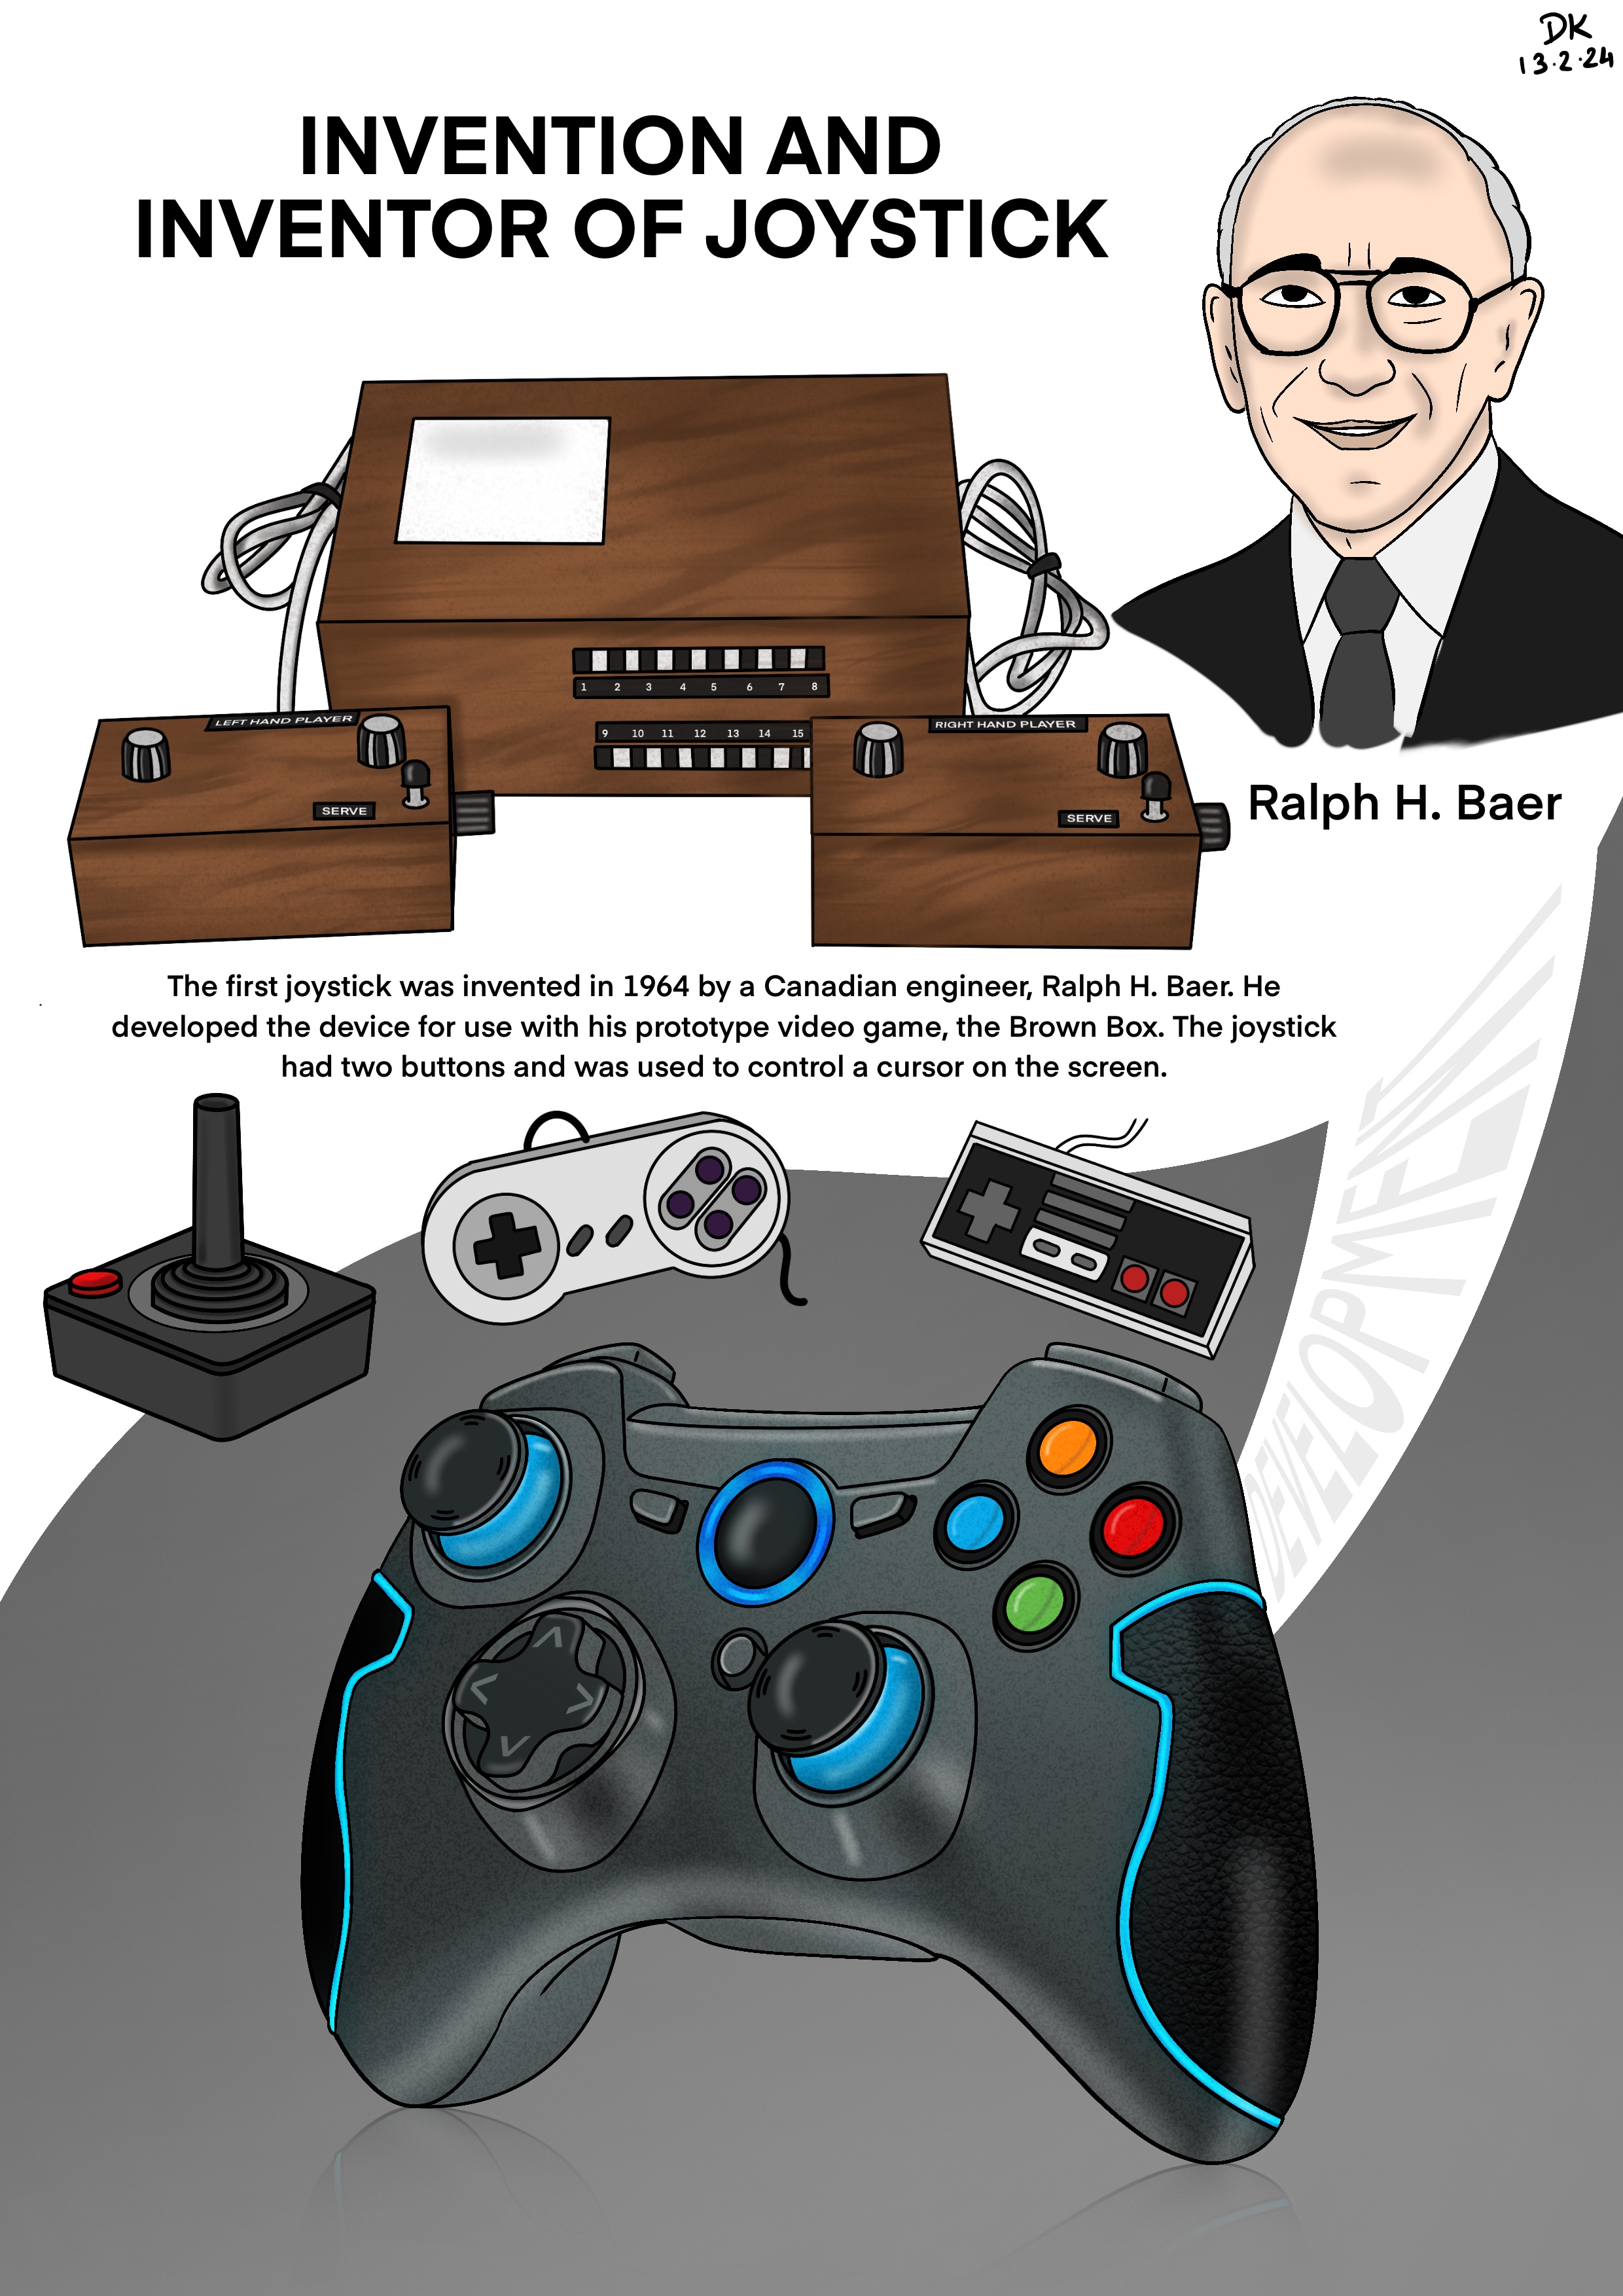 DK
13.2.24
INVENTION AND
INVENTOR OF JOYSTICK
1 2 3 4 5 6 7 8
LEFT HAND PLAYER
RIGHT HAND PLAYER
9 10 11 12 13 14 15
SERVE
SERVE
Ralph H. Baer
The first joystick was invented in 1964 by a Canadian engineer, Ralph H. Baer. He
developed the device for use with his prototype video game, the Brown Box. The joystick
had two buttons and was used to control a cursor on the screen.
DEVELOPMENT